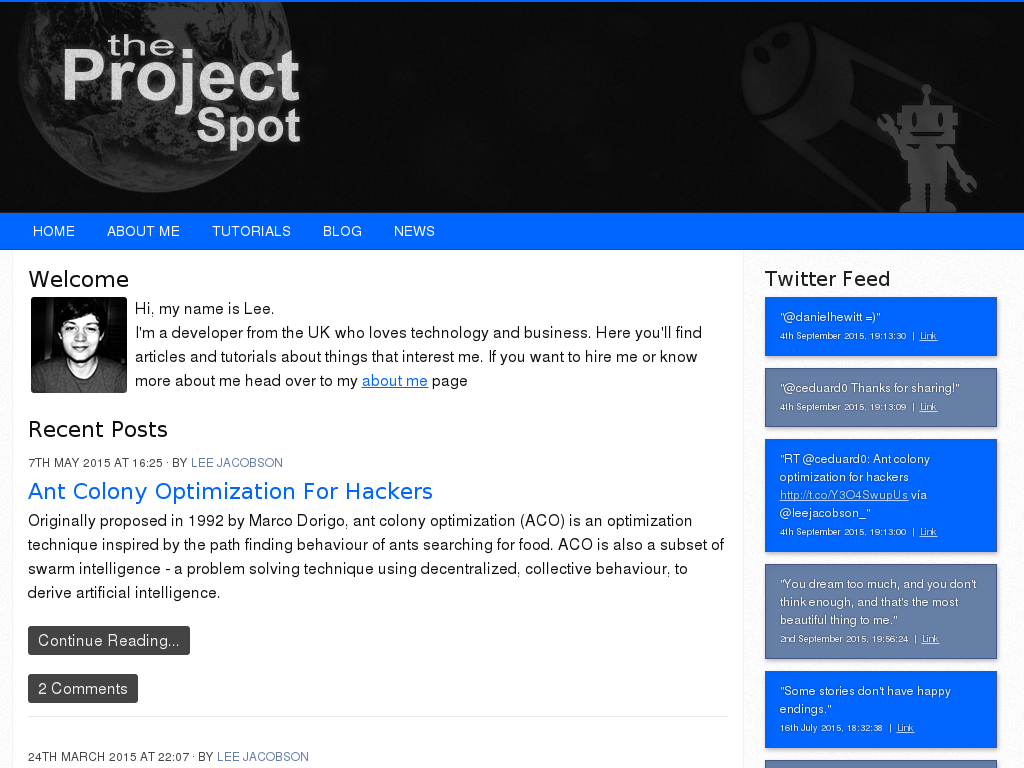 the
Project
Spot
HOME ABOUT ME TUTORIALS BLOG NEWS
Welcome
Hi, my name is Lee.
I'm a developer from the UK who loves technology and business. Here you'll find
articles and tutorials about things that interest me. If you want to hire me or know
more about me head over to my about me page
Recent Posts
7TH MAY 2015 AT 16:25 · BY LEE JACOBSON
Ant Colony Optimization For Hackers
Originally proposed in 1992 by Marco Dorigo, ant colony optimization (ACO) is an optimization
technique inspired by the path finding behaviour of ants searching for food. ACO is also a subset of
swarm intelligence - a problem solving technique using decentralized, collective behaviour, to
derive artificial intelligence.
Continue Reading...
2 Comments
24TH MARCH 2015 AT 22:07 · BY LEE JACOBSON
Twitter Feed
"@danielhewitt =)"
4th September 2015, 19:13:30 | Link
"@ceduard0 Thanks for sharing!"
4th September 2015, 19:13:09 | Link
"RT @ceduard0: Ant colony
optimization for hackers
http://t.co/Y3O4SwupUs vía
@leejacobson_"
4th September 2015, 19:13:00 | Link
"You dream too much, and you don't
think enough, and that's the most
beautiful thing to me."
2nd September 2015, 19:56:24 | Link
"Some stories don't have happy
endings."
16th July 2015, 18:32:38 | Link